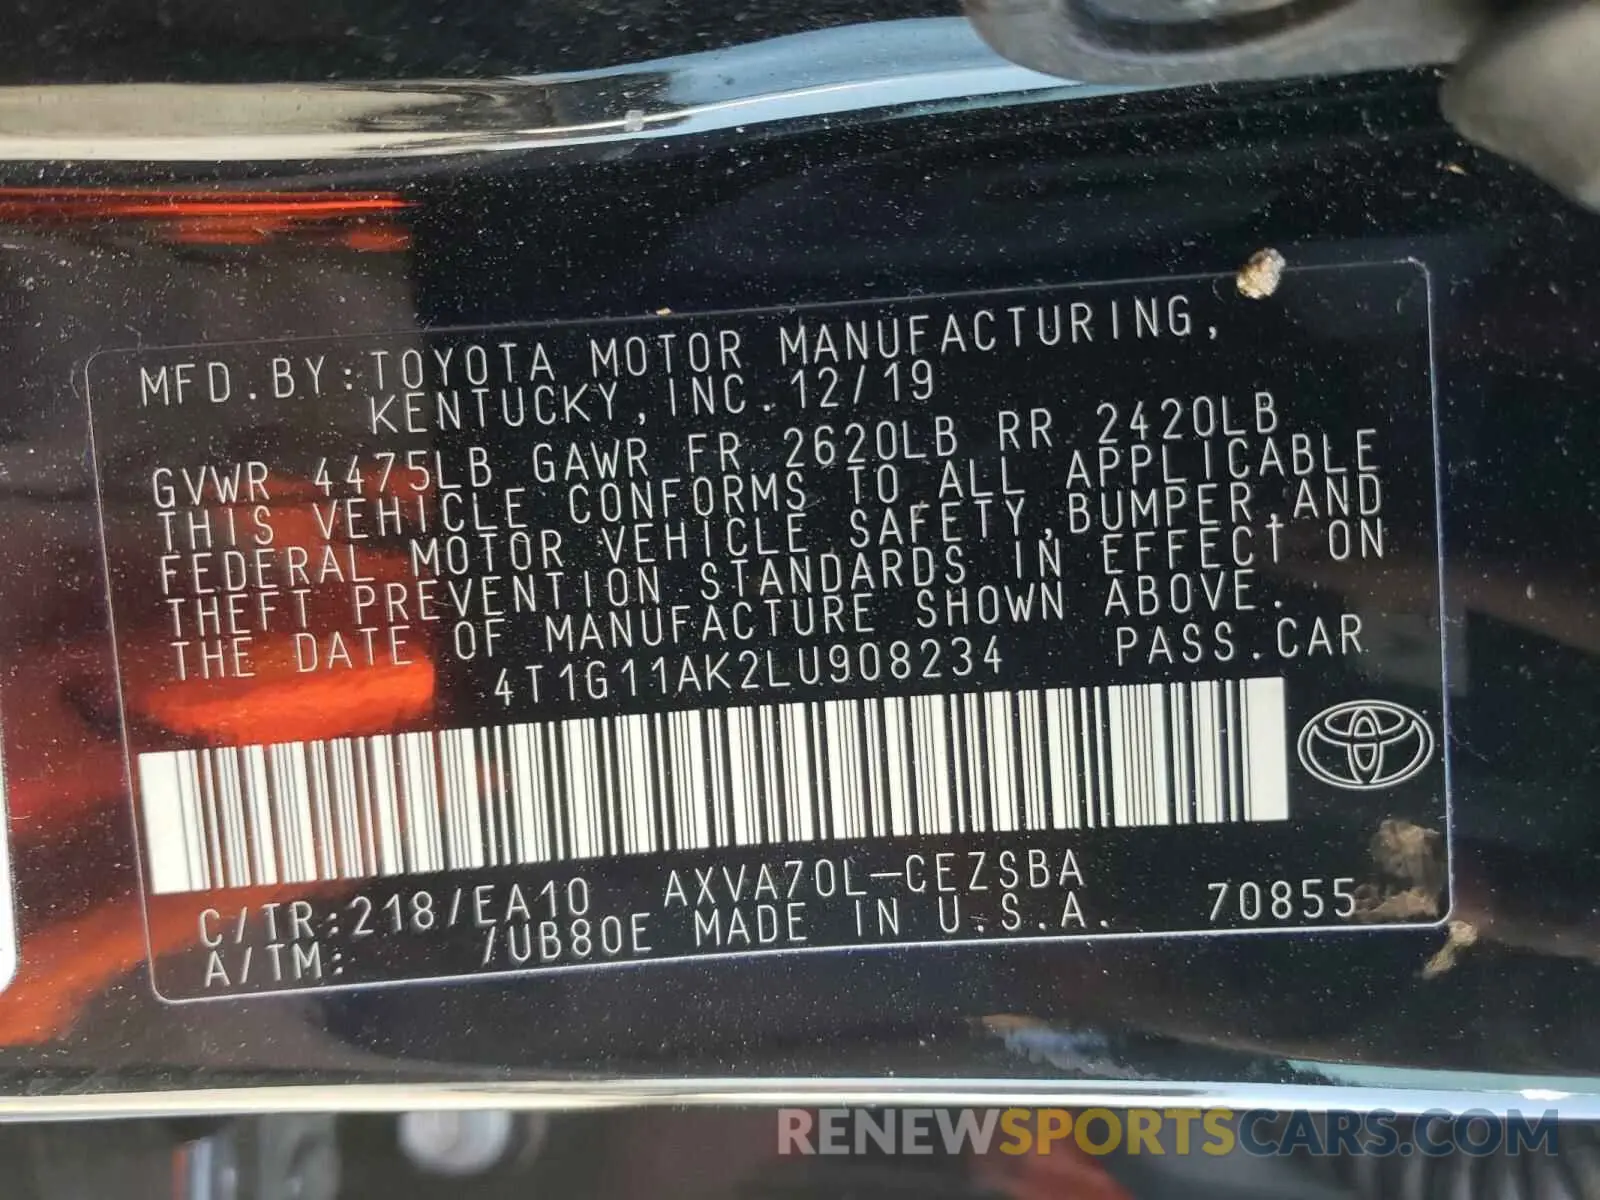 MFD.BY:TOYOTA MOTOR MANUFACTURING,
KENTUCKY,INC.12/19
GVWR 4475LB GAWR FR 2620LB RR 2420LB
THIS VEHICLE CONFORMS TO ALL APPLICABLE
FEDERAL MOTOR VEHICLE SAFETY,BUMPER,AND
THEFT PREVENTION STANDARDS IN EFFECT ON
THE DATE OF MANUFACTURE SHOWN ABOVE.
4T1G11AK2LU908234 PASS.CAR
C/TR:218/EA10 AXVA70L-CEZSBA
A/TM: /UB80E MADE IN U.S.A. 70855
RENEWSPORTSCARS.COM